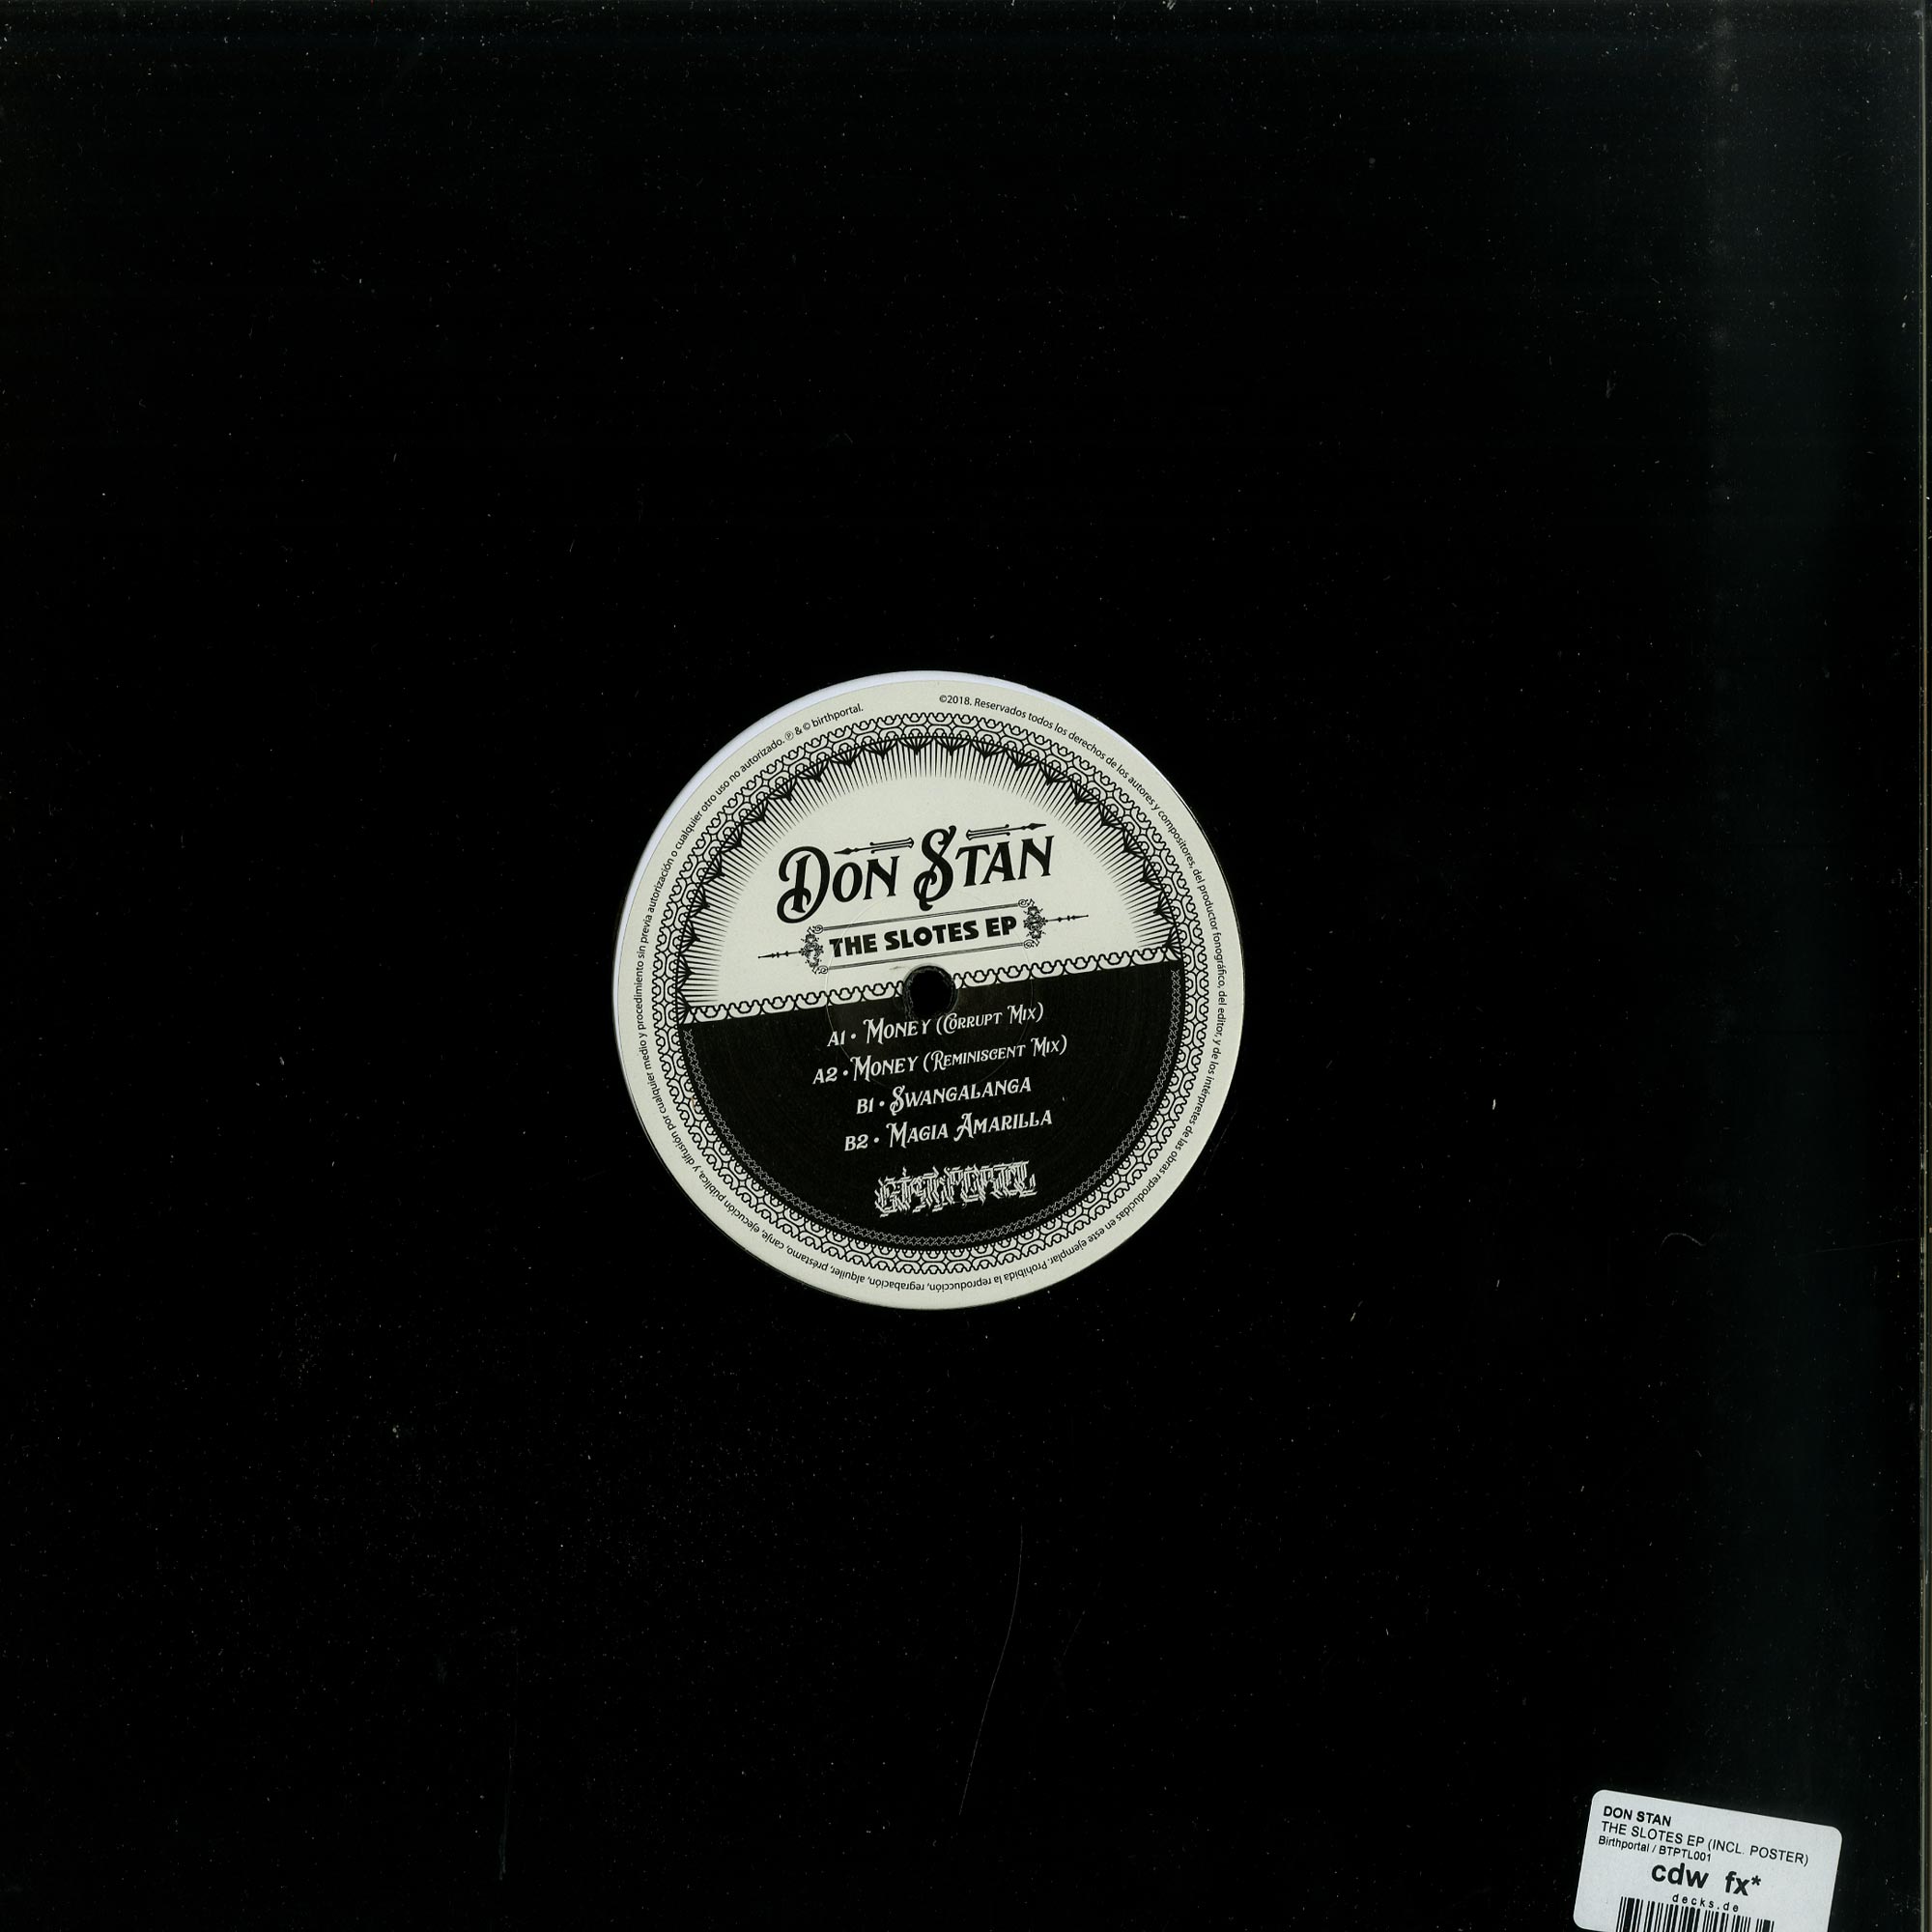 ©2018. Reservados todos los derechos de los autores y compositores, del productor fonográfico, del editor, y de los intérpretes de las obras reproducidas en este ejemplar. Prohibida la reproducción, regrabación, alquiler, préstamo, canje, ejecución pública, y difusión por cualquier medio y procedimiento sin previa autorización o cualquier otro uso no autorizado. ℗ & © birthportal.
DON STAN
THE SLOTES EP
A1 • MONEY (CORRUPT MIX)
A2 • MONEY (REMINISCENT MIX)
B1 • SWANGALANGA
B2 • MAGIA AMARILLA
BIRTHPORTAL
DON STAN
THE SLOTES EP (INCL. POSTER)
Birthportal / BTPTL001
cdw fx*
decks.de